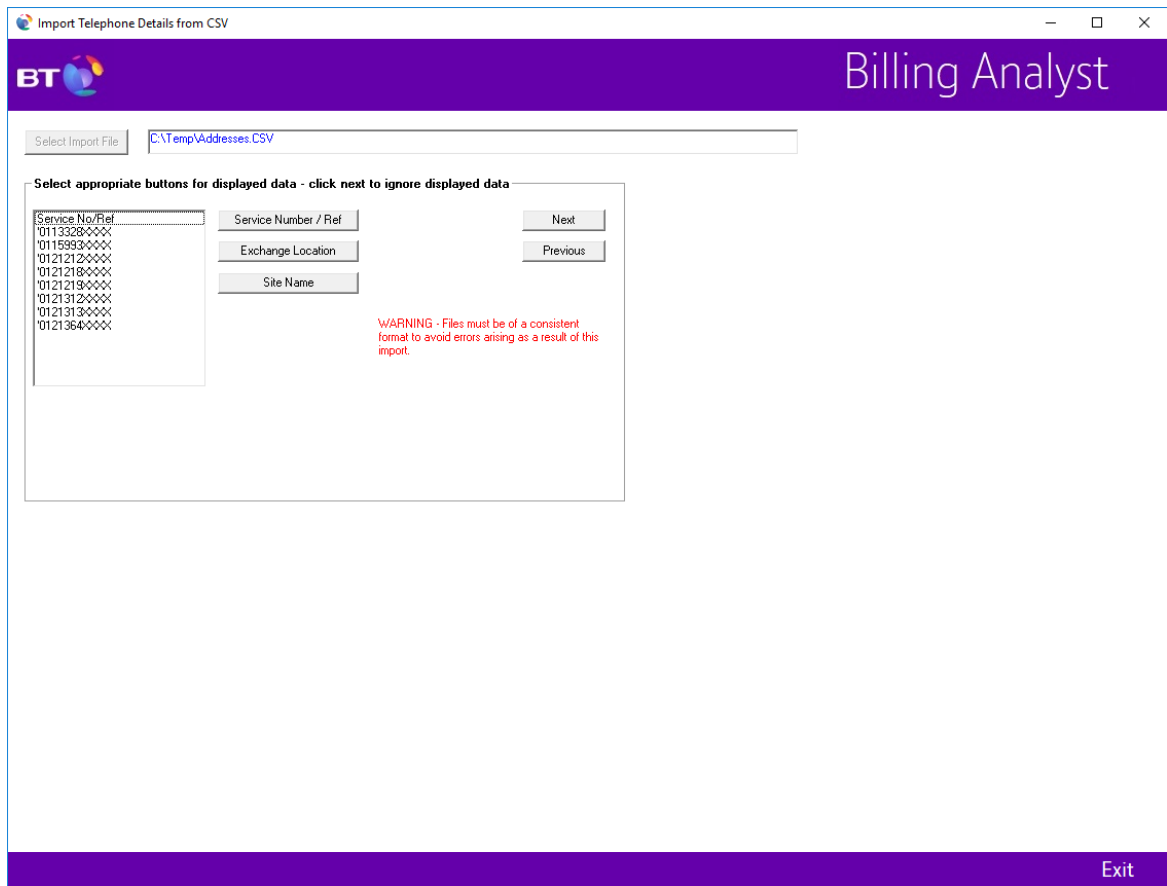 Import Telephone Details from CSV
BT
Billing Analyst
Select Import File
C:\Temp\Addresses.CSV
Select appropriate buttons for displayed data - click next to ignore displayed data
Service No/Ref
'0113328XXXX
'0115993XXXX
'0121212XXXX
'0121218XXXX
'0121219XXXX
'0121312XXXX
'0121313XXXX
'0121364XXXX
Service Number / Ref
Exchange Location
Site Name
Next
Previous
WARNING - Files must be of a consistent
format to avoid errors arising as a result of this
import.
Exit